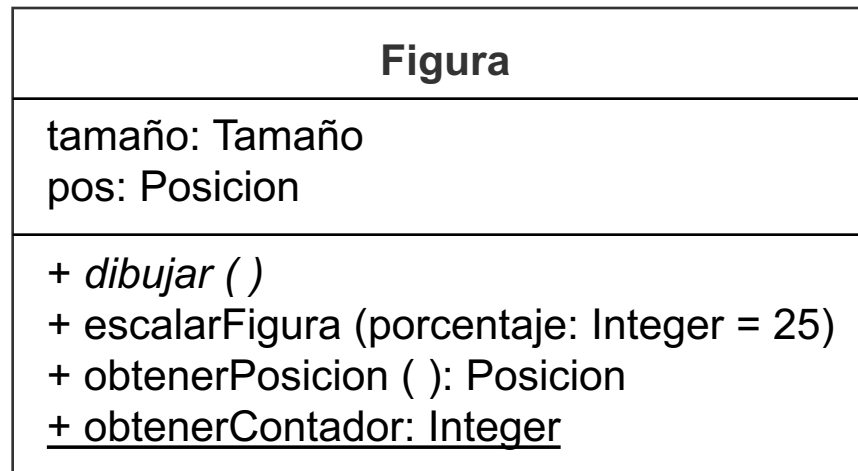 Figura
tamaño: Tamaño
pos: Posicion
+ dibujar ( )
+ escalarFigura (porcentaje: Integer = 25)
+ obtenerPosicion ( ): Posicion
+ obtenerContador: Integer